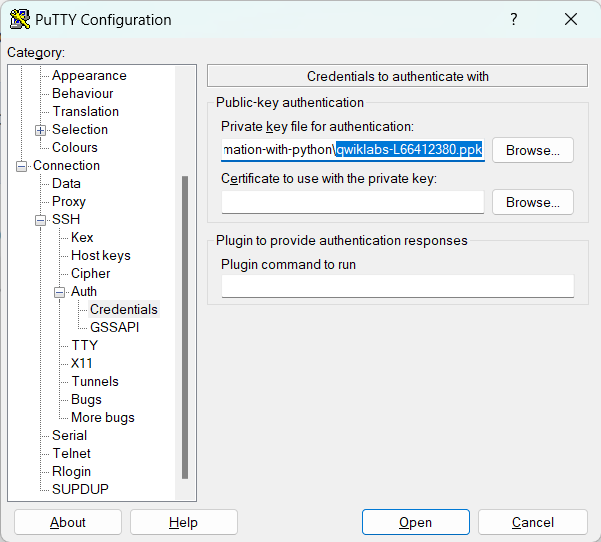 PuTTY Configuration
Category:
Appearance
Behaviour
Translation
Selection
Colours
Connection
Data
Proxy
SSH
Kex
Host keys
Cipher
Auth
Credentials
GSSAPI
TTY
X11
Tunnels
Bugs
More bugs
Serial
Telnet
Rlogin
SUPDUP
Credentials to authenticate with
Public-key authentication
Private key file for authentication:
mation-with-python\qwiklabs-L66412380.ppk
Browse...
Certificate to use with the private key:
Browse...
Plugin to provide authentication responses
Plugin command to run
About
Help
Open
Cancel